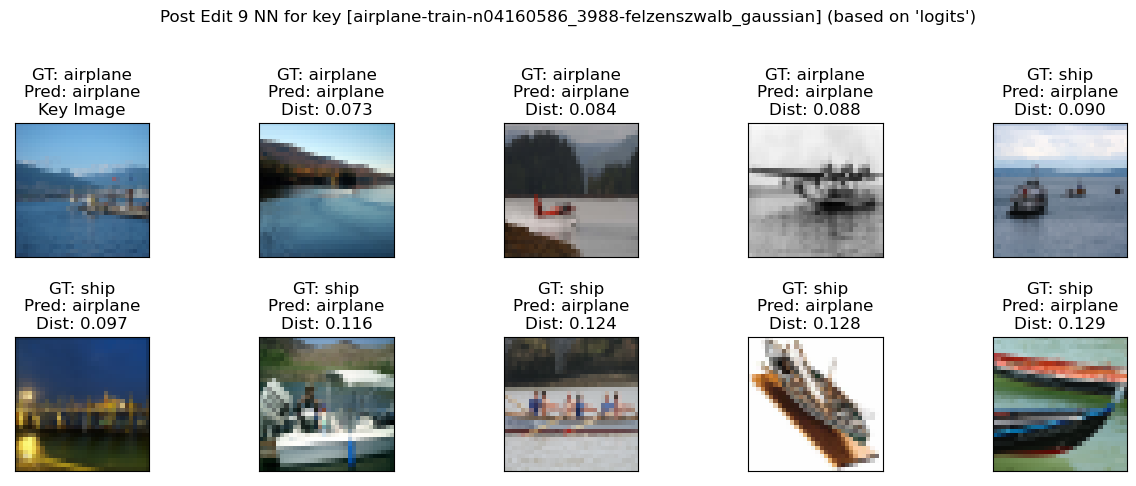 Post Edit 9 NN for key [airplane-train-n04160586_3988-felzenszwalb_gaussian] (based on 'logits')
GT: airplane
Pred: airplane
Key Image
GT: airplane
Pred: airplane
Dist: 0.073
GT: airplane
Pred: airplane
Dist: 0.084
GT: airplane
Pred: airplane
Dist: 0.088
GT: ship
Pred: airplane
Dist: 0.090
GT: ship
Pred: airplane
Dist: 0.097
GT: ship
Pred: airplane
Dist: 0.116
GT: ship
Pred: airplane
Dist: 0.124
GT: ship
Pred: airplane
Dist: 0.128
GT: ship
Pred: airplane
Dist: 0.129